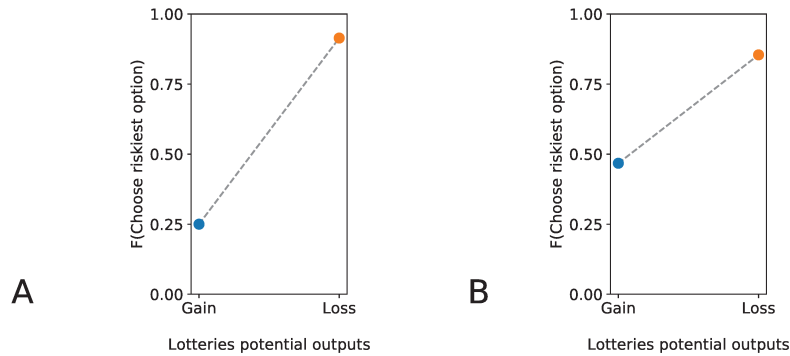 A
F(Choose riskiest option)
1.00
0.75
0.50
0.25
0.00
Gain
Loss
Lotteries potential outputs
B
F(Choose riskiest option)
1.00
0.75
0.50
0.25
0.00
Gain
Loss
Lotteries potential outputs